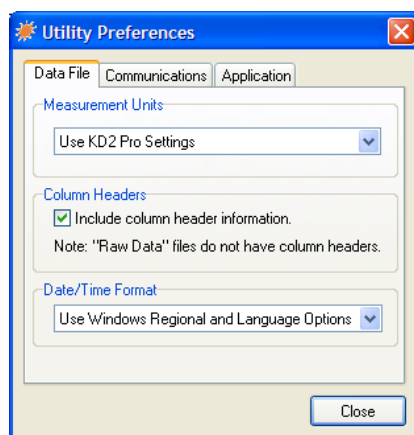 Utility Preferences
Data File Communications Application
Measurement Units
Use KD2 Pro Settings
Column Headers
Include column header information.
Note: "Raw Data" files do not have column headers.
Date/Time Format
Use Windows Regional and Language Options
Close